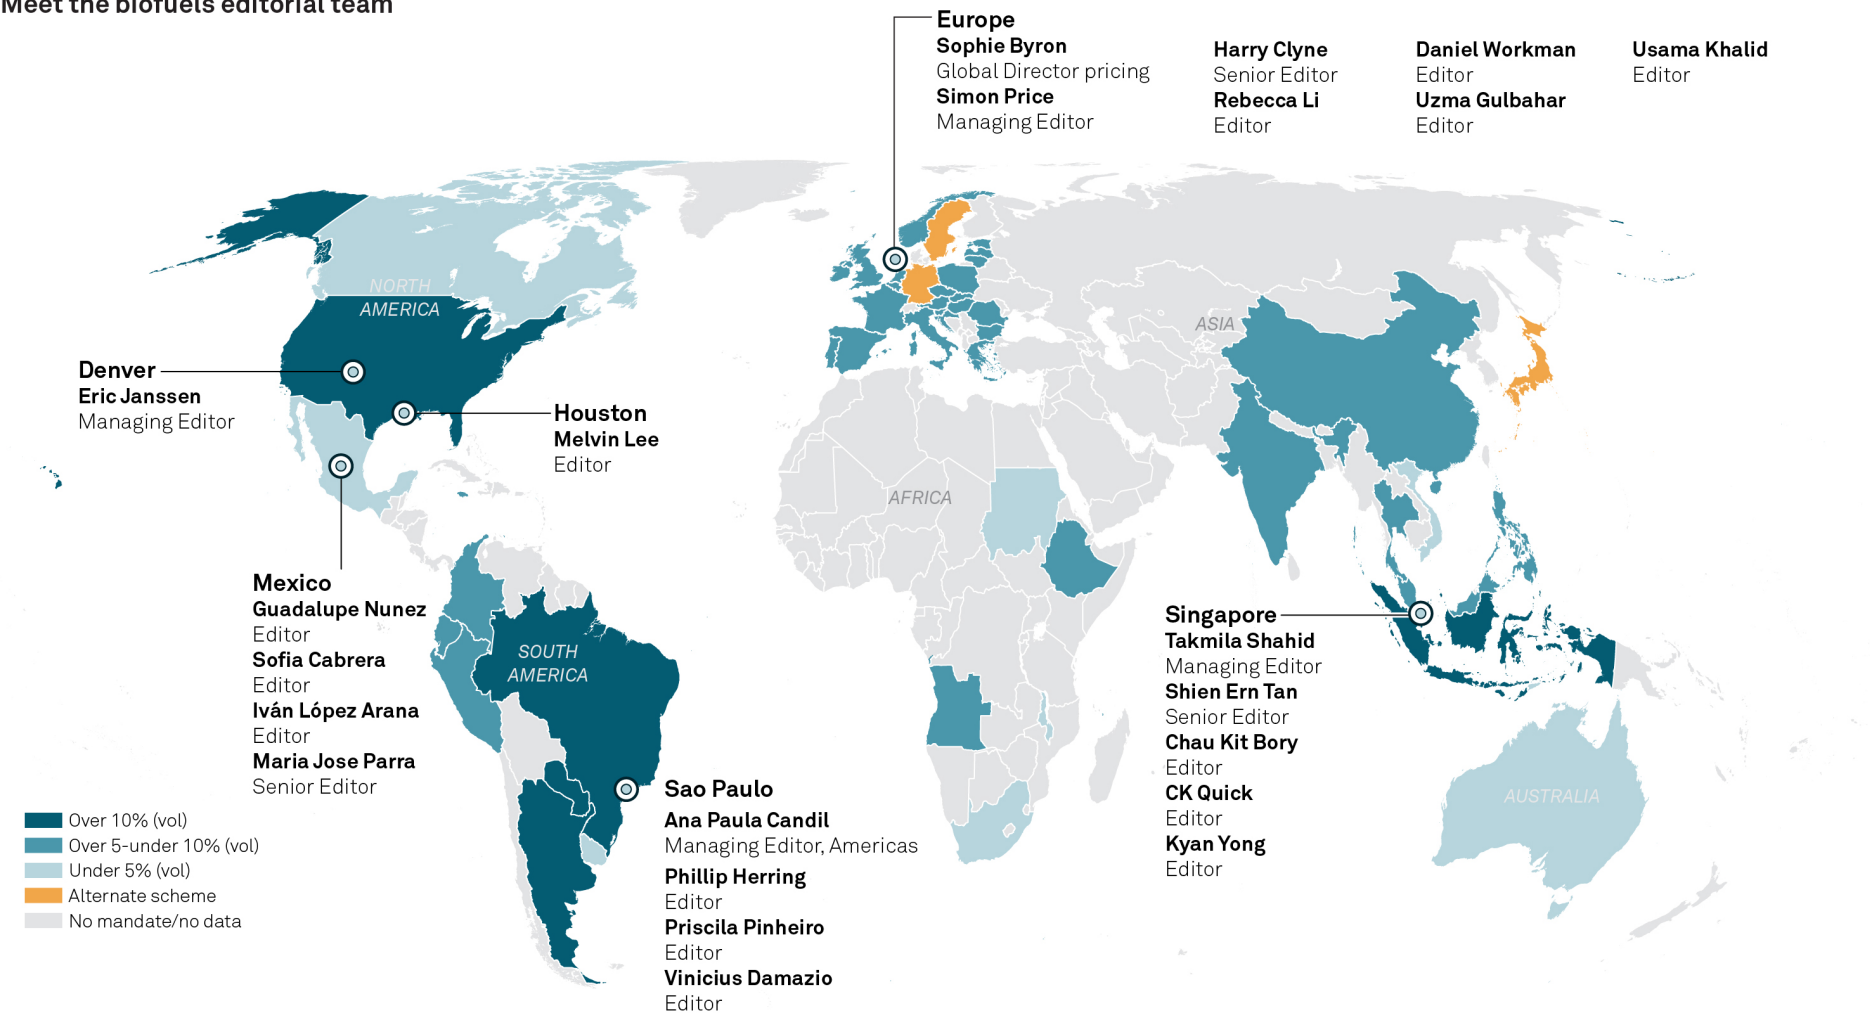 Meet the biofuels editorial team
Europe
Sophie Byron
Global Director pricing
Simon Price
Managing Editor
Harry Clyne
Senior Editor
Rebecca Li
Editor
Daniel Workman
Editor
Uzma Gulbahar
Editor
Usama Khalid
Editor
NORTH
AMERICA
ASIA
Denver
Eric Janssen
Managing Editor
Houston
Melvin Lee
Editor
AFRICA
Mexico
Guadalupe Nunez
Editor
Sofia Cabrera
Editor
Iván López Arana
Editor
Maria Jose Parra
Senior Editor
SOUTH
AMERICA
Singapore
Takmila Shahid
Managing Editor
Shien Ern Tan
Senior Editor
Chau Kit Bory
Editor
CK Quick
Editor
Kyan Yong
Editor
AUSTRALIA
Sao Paulo
Ana Paula Candil
Managing Editor, Americas
Phillip Herring
Editor
Priscila Pinheiro
Editor
Vinicius Damazio
Editor
Over 10% (vol)
Over 5-under 10% (vol)
Under 5% (vol)
Alternate scheme
No mandate/no data